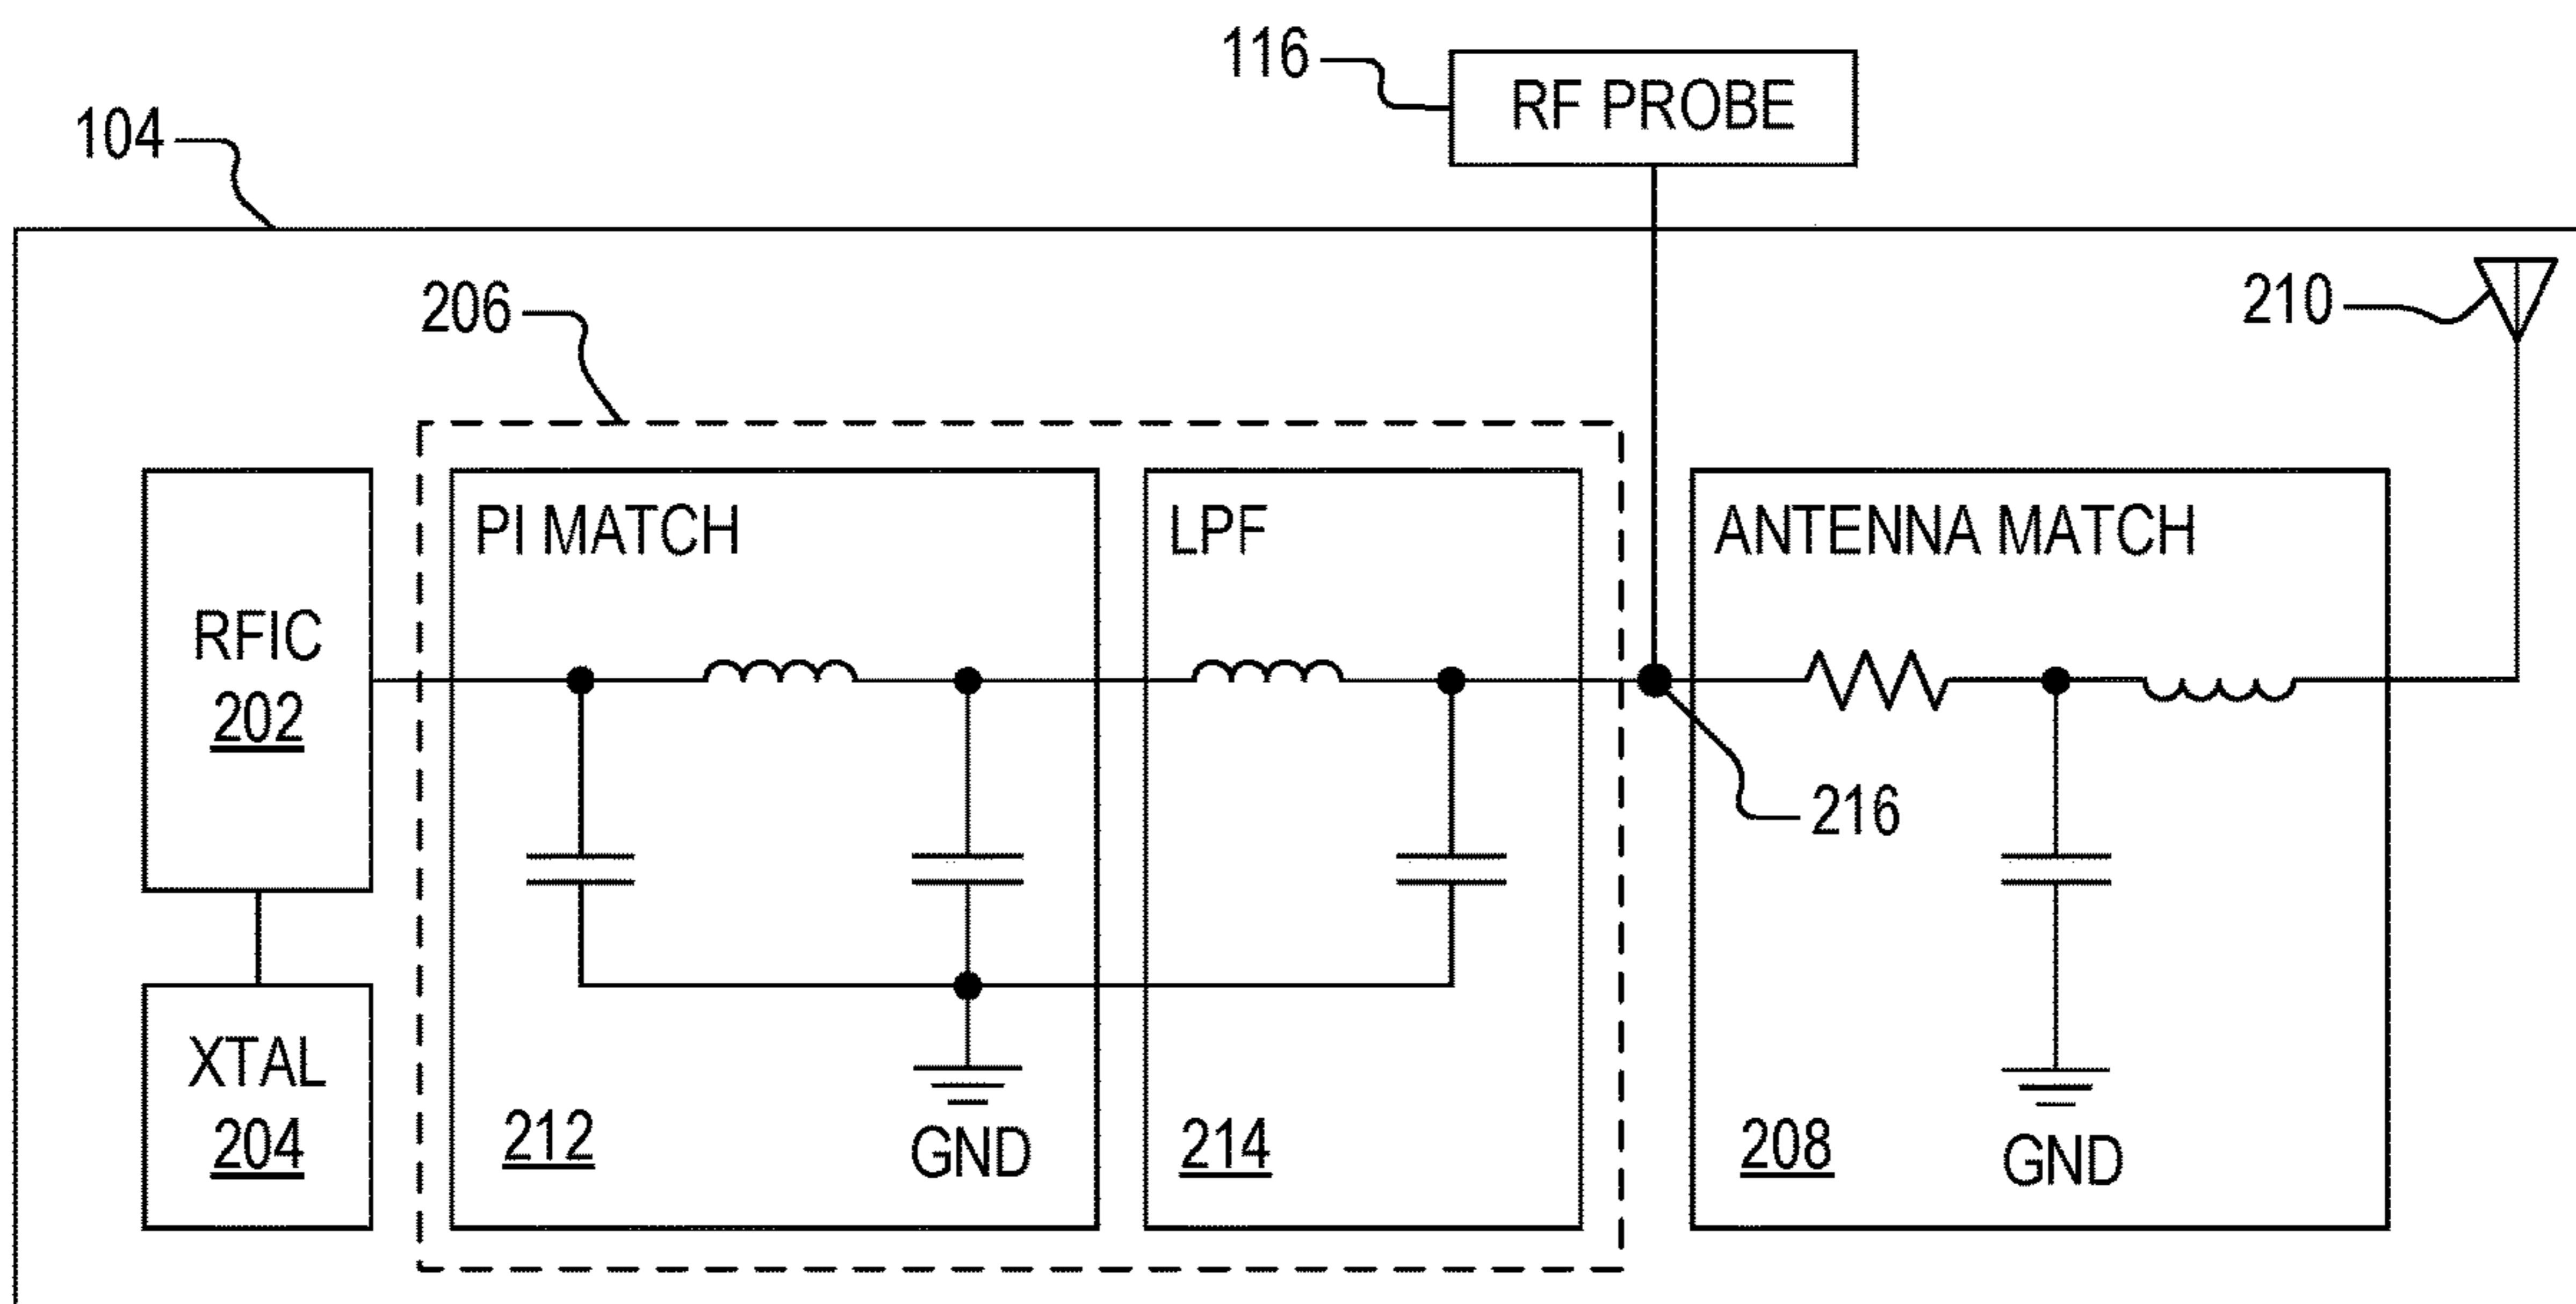 116
RF PROBE
104
206
210
PI MATCH
LPF
ANTENNA MATCH
RFIC
202
216
XTAL
204
212
GND
214
208
GND